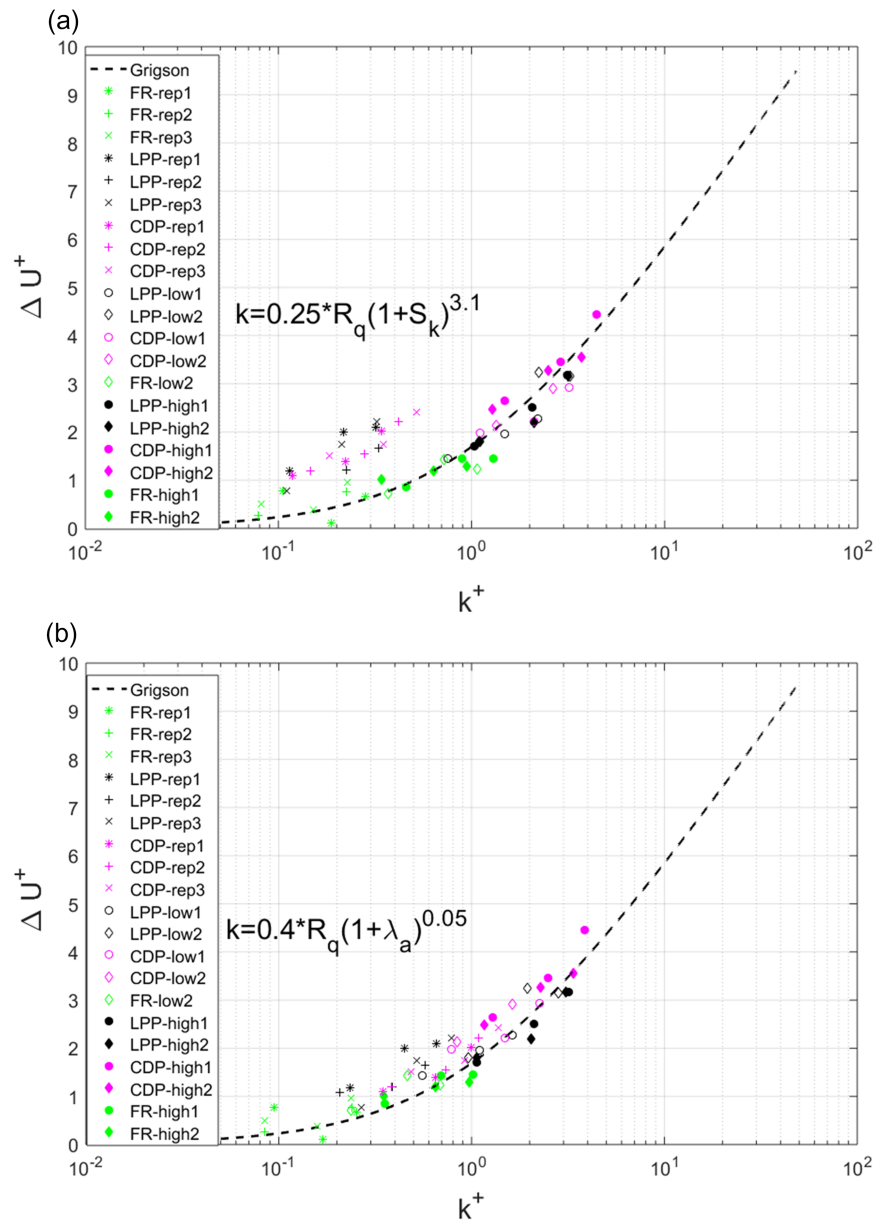 (a)
10
9
8
7
6
5
4
3
2
1
0
Δ U⁺
Grigson
FR-rep1
FR-rep2
FR-rep3
LPP-rep1
LPP-rep2
LPP-rep3
CDP-rep1
CDP-rep2
CDP-rep3
LPP-low1
LPP-low2
CDP-low1
CDP-low2
FR-low2
LPP-high1
LPP-high2
CDP-high1
CDP-high2
FR-high1
FR-high2
k=0.25*R_q(1+S_k)^3.1
10⁻² 10⁻¹ 10⁰ 10¹ 10²
k⁺
(b)
10
9
8
7
6
5
4
3
2
1
0
Δ U⁺
Grigson
FR-rep1
FR-rep2
FR-rep3
LPP-rep1
LPP-rep2
LPP-rep3
CDP-rep1
CDP-rep2
CDP-rep3
LPP-low1
LPP-low2
CDP-low1
CDP-low2
FR-low2
LPP-high1
LPP-high2
CDP-high1
CDP-high2
FR-high1
FR-high2
k=0.4*R_q(1+λ_a)^0.05
10⁻² 10⁻¹ 10⁰ 10¹ 10²
k⁺